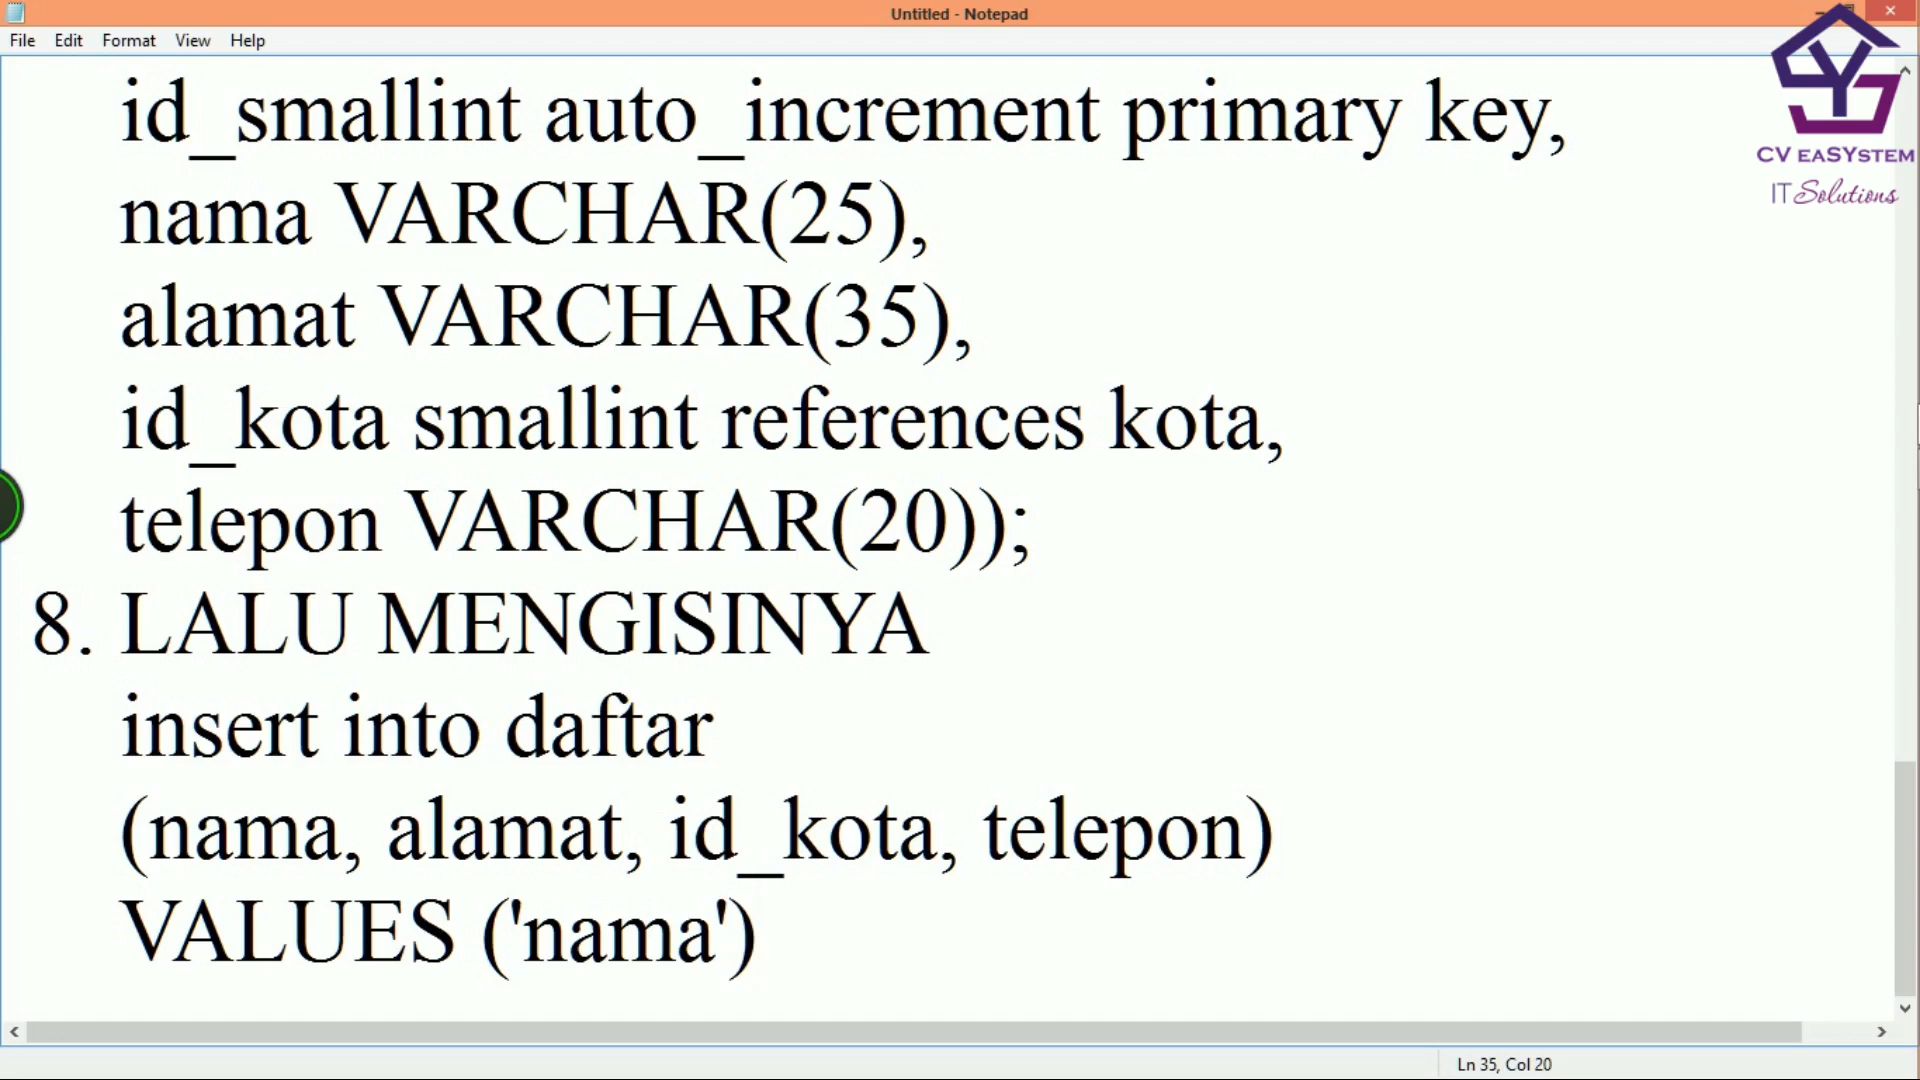 Untitled - Notepad
File Edit Format View Help
id_smallint auto_increment primary key,
nama VARCHAR(25),
alamat VARCHAR(35),
id_kota smallint references kota,
telepon VARCHAR(20));
8. LALU MENGISINYA
insert into daftar
(nama, alamat, id_kota, telepon)
VALUES ('nama')
CV EASYSTEM
IT Solutions
Ln 35, Col 20